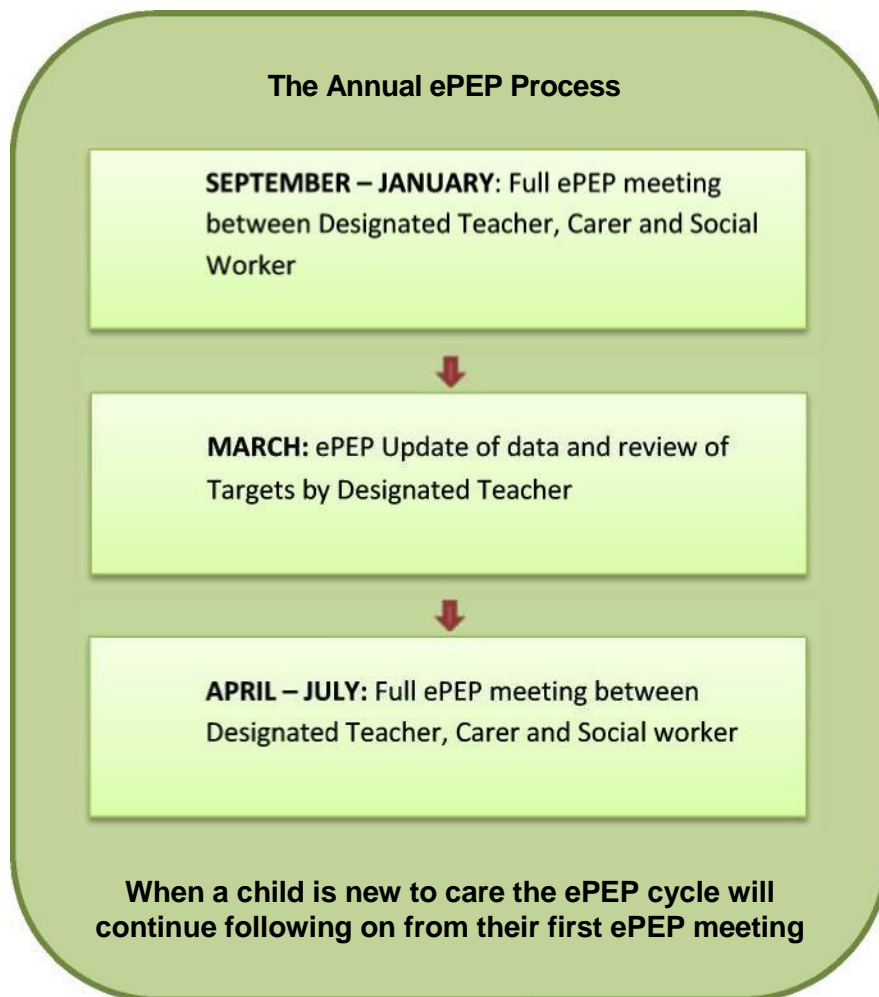 The Annual ePEP Process
SEPTEMBER – JANUARY: Full ePEP meeting
between Designated Teacher, Carer and Social
Worker
MARCH: ePEP Update of data and review of
Targets by Designated Teacher
APRIL – JULY: Full ePEP meeting between
Designated Teacher, Carer and Social worker
When a child is new to care the ePEP cycle will
continue following on from their first ePEP meeting